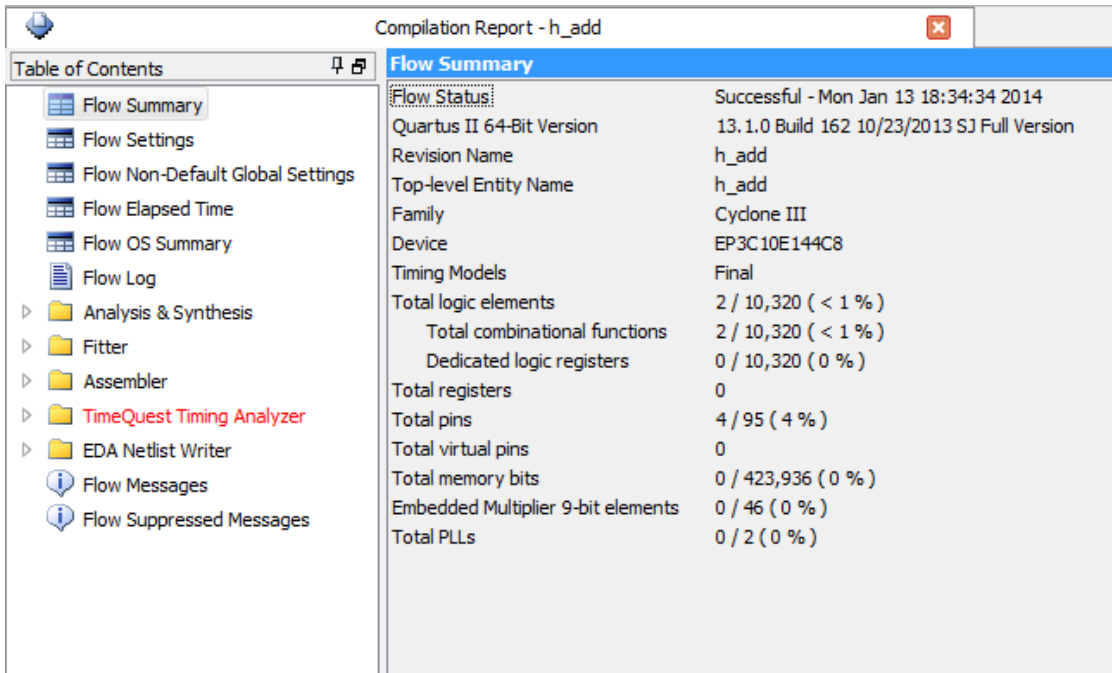 Compilation Report - h_add
Table of Contents
Flow Summary
Flow Settings
Flow Non-Default Global Settings
Flow Elapsed Time
Flow OS Summary
Flow Log
Analysis & Synthesis
Fitter
Assembler
TimeQuest Timing Analyzer
EDA Netlist Writer
Flow Messages
Flow Suppressed Messages
Flow Summary
Flow Status Successful - Mon Jan 13 18:34:34 2014
Quartus II 64-Bit Version 13.1.0 Build 162 10/23/2013 SJ Full Version
Revision Name h_add
Top-level Entity Name h_add
Family Cyclone III
Device EP3C10E144C8
Timing Models Final
Total logic elements 2 / 10,320 ( < 1 % )
Total combinational functions 2 / 10,320 ( < 1 % )
Dedicated logic registers 0 / 10,320 ( 0 % )
Total registers 0
Total pins 4 / 95 ( 4 % )
Total virtual pins 0
Total memory bits 0 / 423,936 ( 0 % )
Embedded Multiplier 9-bit elements 0 / 46 ( 0 % )
Total PLLs 0 / 2 ( 0 % )